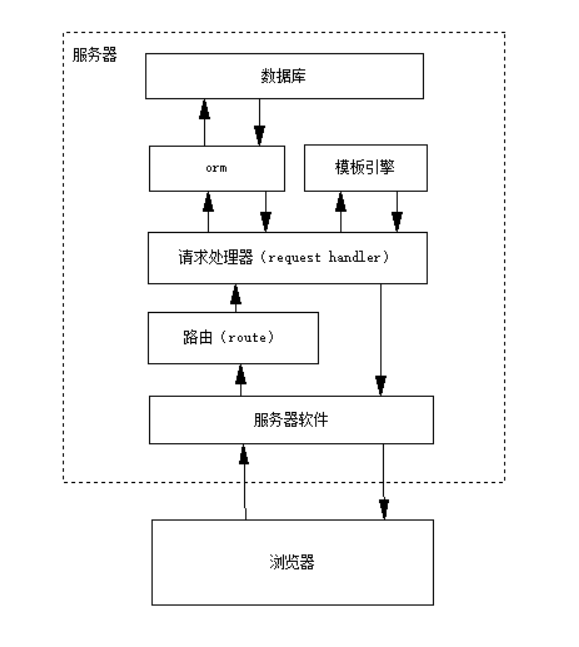 服务器
数据库
orm
模板引擎
请求处理器（request handler）
路由（route）
服务器软件
浏览器